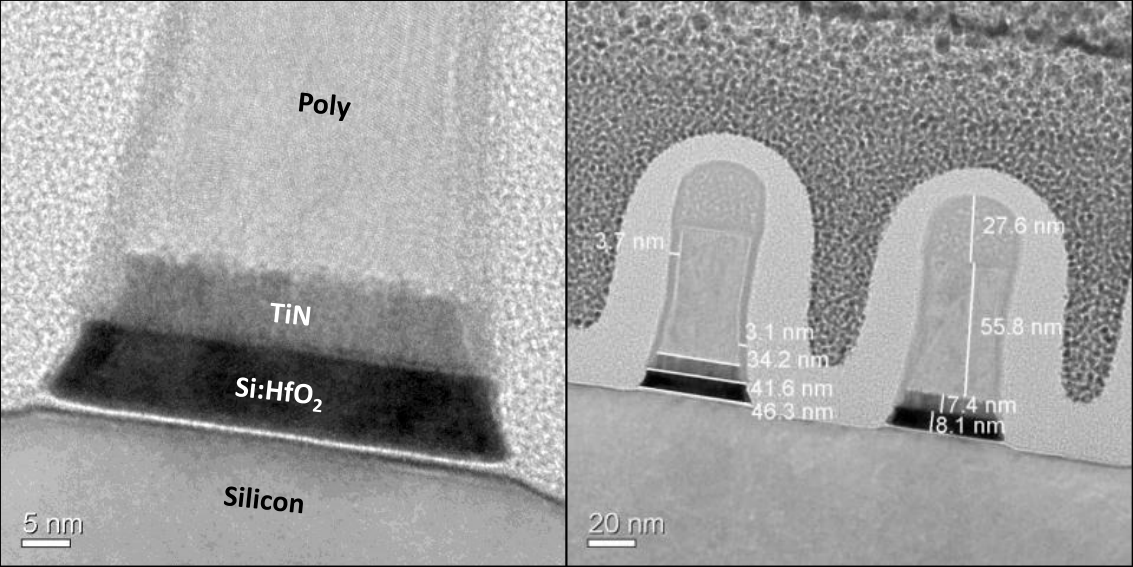 Poly
TiN
Si:HfO₂
Silicon
5 nm
27.6 nm
3.7 nm
55.8 nm
3.1 nm
34.2 nm
41.6 nm
46.3 nm
7.4 nm
8.1 nm
20 nm